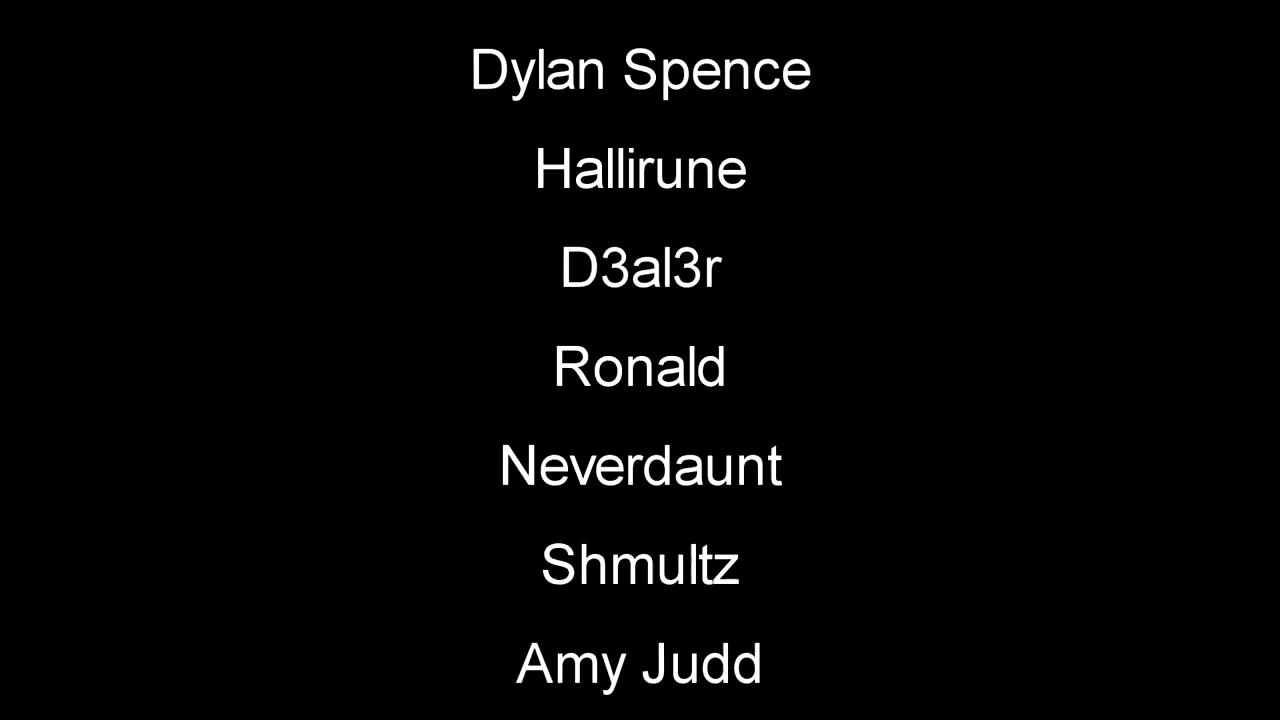 Dylan Spence
Hallirune
D3al3r
Ronald
Neverdaunt
Shmultz
Amy Judd